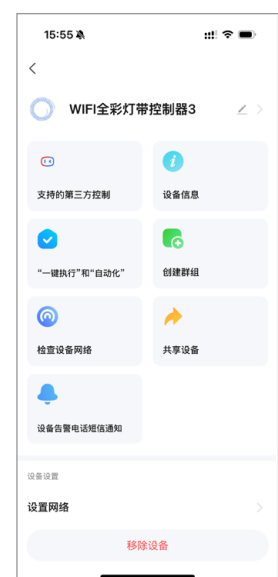 15:55
WIFI全彩灯带控制器3
支持的第三方控制
设备信息
“一键执行”和“自动化”
创建群组
检查设备网络
共享设备
设备告警电话短信通知
设备设置
设置网络
移除设备